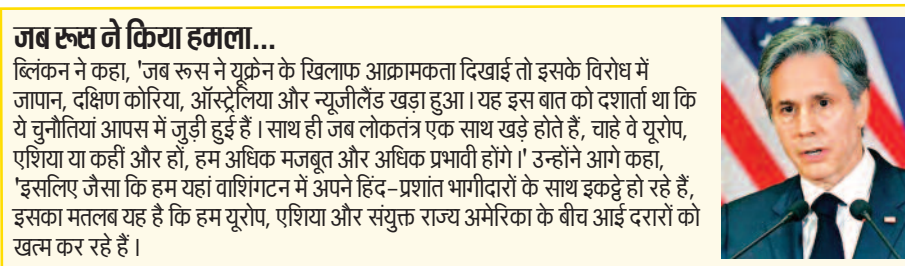 जब रूस ने किया हमला...
ब्लिंकन ने कहा, 'जब रूस ने यूक्रेन के खिलाफ आक्रामकता दिखाई तो इसके विरोध में
जापान, दक्षिण कोरिया, ऑस्ट्रेलिया और न्यूजीलैंड खड़ा हुआ। यह इस बात को दशार्ता था कि
ये चुनौतियां आपस में जुड़ी हुई हैं। साथ ही जब लोकतंत्र एक साथ खड़े होते हैं, चाहे वे यूरोप,
एशिया या कहीं और हों, हम अधिक मजबूत और अधिक प्रभावी होंगे।' उन्होंने आगे कहा,
'इसलिए जैसा कि हम यहां वाशिंगटन में अपने हिंद-प्रशांत भागीदारों के साथ इकट्ठे हो रहे हैं,
इसका मतलब यह है कि हम यूरोप, एशिया और संयुक्त राज्य अमेरिका के बीच आई दरारों को
खत्म कर रहे हैं।